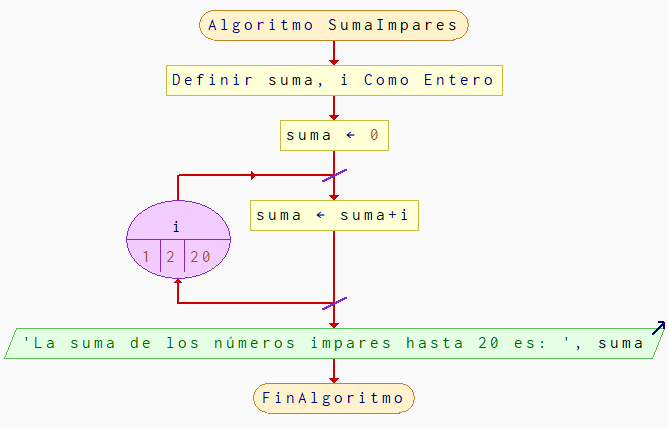 Algoritmo SumaImpares
Definir suma, i Como Entero
suma ← 0
suma ← suma+i
i
1 2 20
'La suma de los números impares hasta 20 es: ', suma
FinAlgoritmo